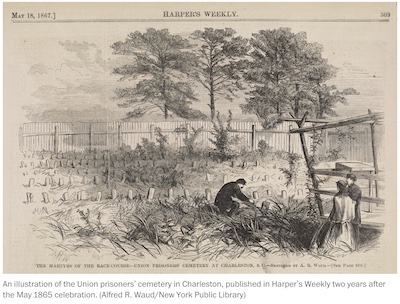 May 18, 1867.]
HARPER'S WEEKLY.
309
THE MARTYRS OF THE RACE-COURSE—UNION PRISONERS' CEMETERY AT CHARLESTON, S.C.—Sketched by A. R. Waud.—[See Page 310.]
An illustration of the Union prisoners' cemetery in Charleston, published in Harper's Weekly two years after
the May 1865 celebration. (Alfred R. Waud/New York Public Library)